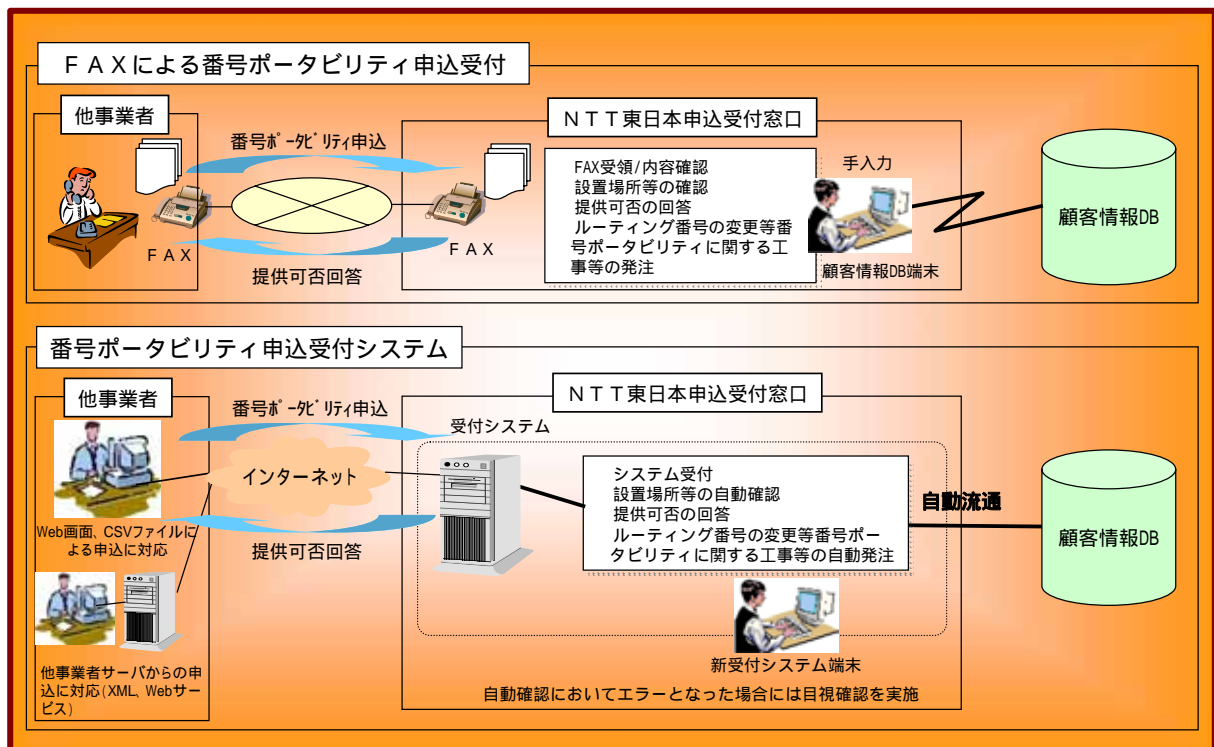 ＦＡＸによる番号ポータビリティ申込受付
他事業者
番号ﾎﾟｰﾀﾋﾞﾘﾃｨ申込
ＦＡＸ
提供可否回答
ＮＴＴ東日本申込受付窓口
ＦＡＸ
FAX受領/内容確認
設置場所等の確認
提供可否の回答
ルーティング番号の変更等番
号ポータビリティに関する工
事等の発注
手入力
顧客情報DB端末
顧客情報DB
番号ポータビリティ申込受付システム
他事業者
番号ﾎﾟｰﾀﾋﾞﾘﾃｨ申込
インターネット
提供可否回答
Web画面、CSVファイルに
よる申込に対応
他事業者サーバからの申
込に対応(XML、Webサー
ビス)
ＮＴＴ東日本申込受付窓口
受付システム
システム受付
設置場所等の自動確認
提供可否の回答
ルーティング番号の変更等番号ポー
タビリティに関する工事等の自動発注
自動流通
顧客情報DB
新受付システム端末
自動確認においてエラーとなった場合には目視確認を実施